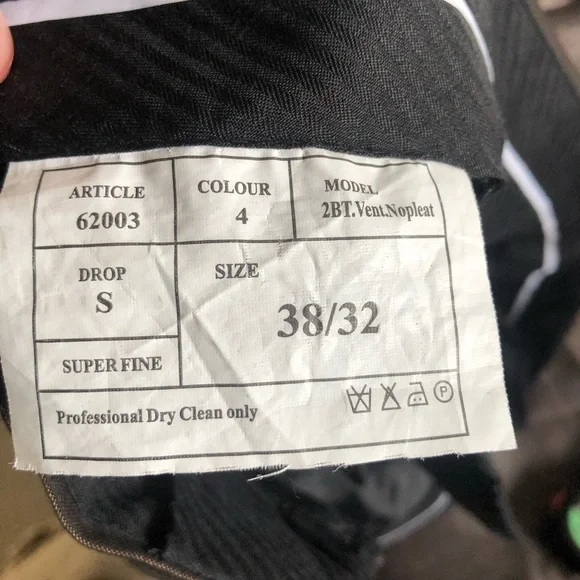 ARTICLE
62003
COLOUR
4
MODEL
2BT.Vent.Nopleat
DROP
S
SIZE
38/32
SUPER FINE
Professional Dry Clean only
P